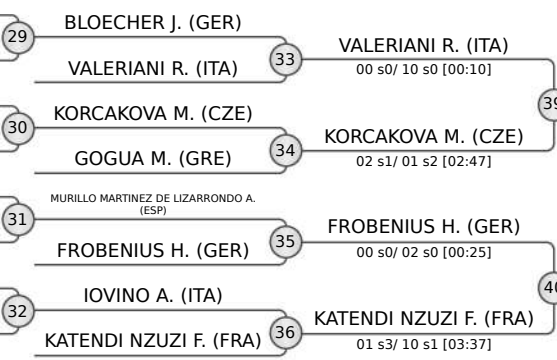 BLOECHER J. (GER)
29
VALERIANI R. (ITA)
33
VALERIANI R. (ITA)
00 s0/ 10 s0 [00:10]
39
KORCAKOVA M. (CZE)
30
GOGUA M. (GRE)
34
KORCAKOVA M. (CZE)
02 s1/ 01 s2 [02:47]
MURILLO MARTINEZ DE LIZARRONDO A.
(ESP)
31
FROBENIUS H. (GER)
35
FROBENIUS H. (GER)
00 s0/ 02 s0 [00:25]
40
IOVINO A. (ITA)
32
KATENDI NZUZI F. (FRA)
36
KATENDI NZUZI F. (FRA)
01 s3/ 10 s1 [03:37]